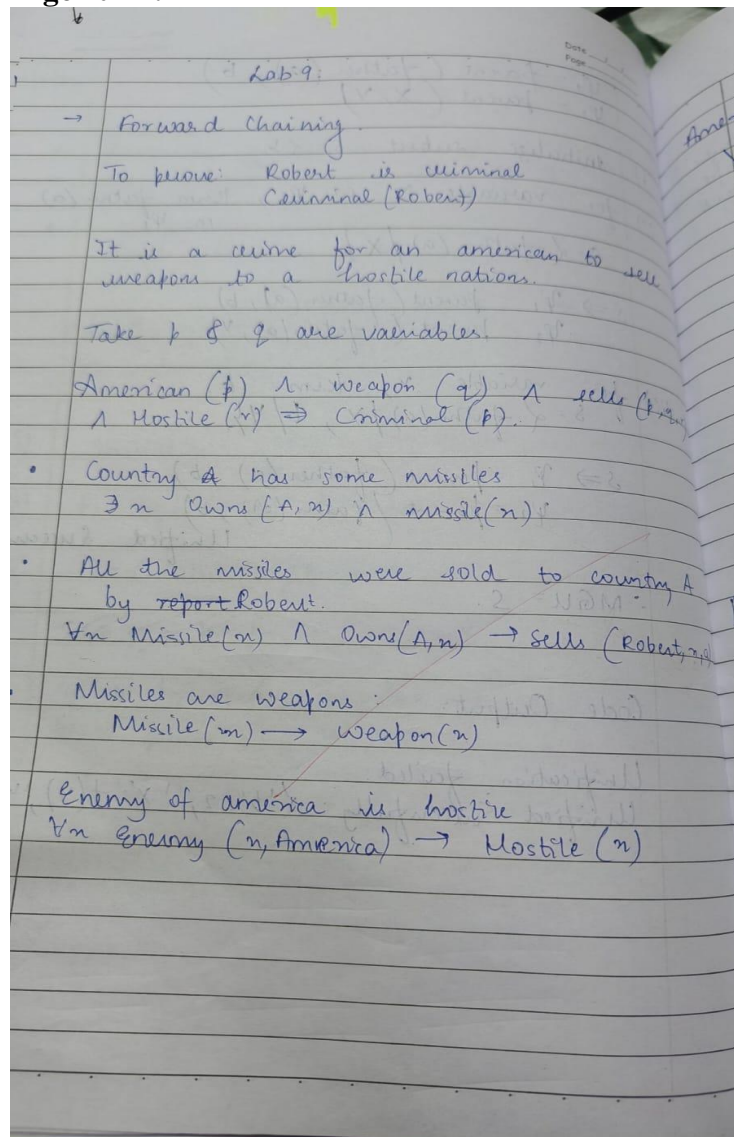 Date
Page
Lab 9:
→ Forward Chaining
To prove: Robert is criminal
Criminal (Robert)
It is a crime for an american to sell
weapons to a hostile nations.
Take p & q are variables
American (p) ∧ weapon (q) ∧ sells (p,q,
∧ Hostile (r) ⇒ Criminal (p).
• Country A has some missiles
∃x Owns (A, x) ∧ missile(x)
• All the missiles were sold to country A
by report Robert.
∀x Missile(x) ∧ Owns(A,x) → sells (Robert,x,
• Missiles are weapons :
Missile(x) → weapon(x)
Enemy of america is hostile
∀x Enemy (x, America) → Hostile (x)
Ame